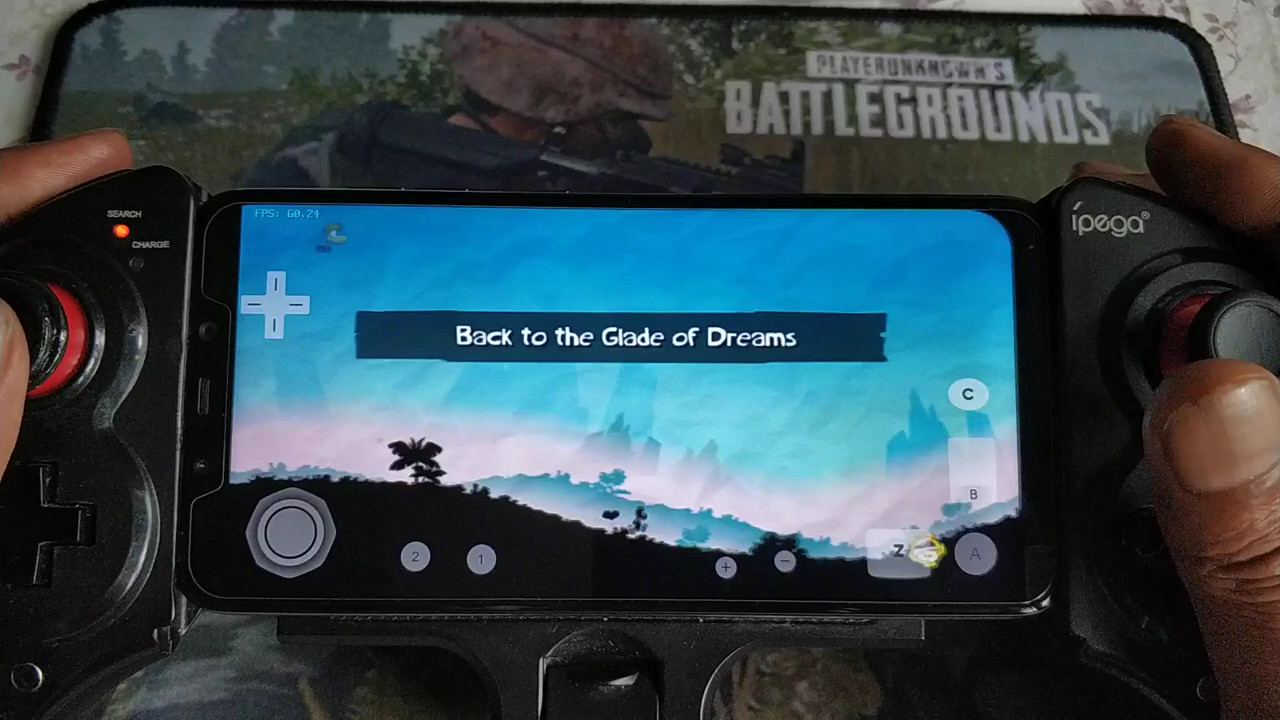 PLAYERUNKNOWN'S
BATTLEGROUNDS
SEARCH
CHARGE
ipega®
FPS: 60.24
Back to the Glade of Dreams
C
B
Z
A
2
1
+
−